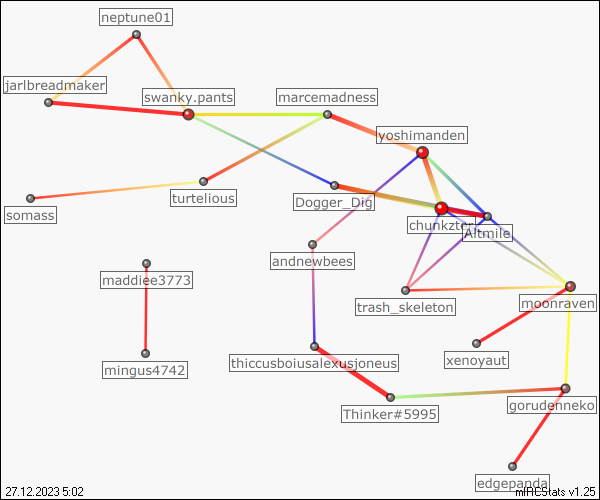 neptune01
jarlbreadmaker
swanky.pants
marcemadness
yoshimanden
turtelious
Dogger_Dig
somass
chunkzter
Altmile
andnewbees
maddiee3773
trash_skeleton
moonraven
mingus4742
thiccusboiusalexusjoneus
xenoyaut
Thinker#5995
gorudenneko
edgepanda
27.12.2023 5:02
mIRCStats v1.25